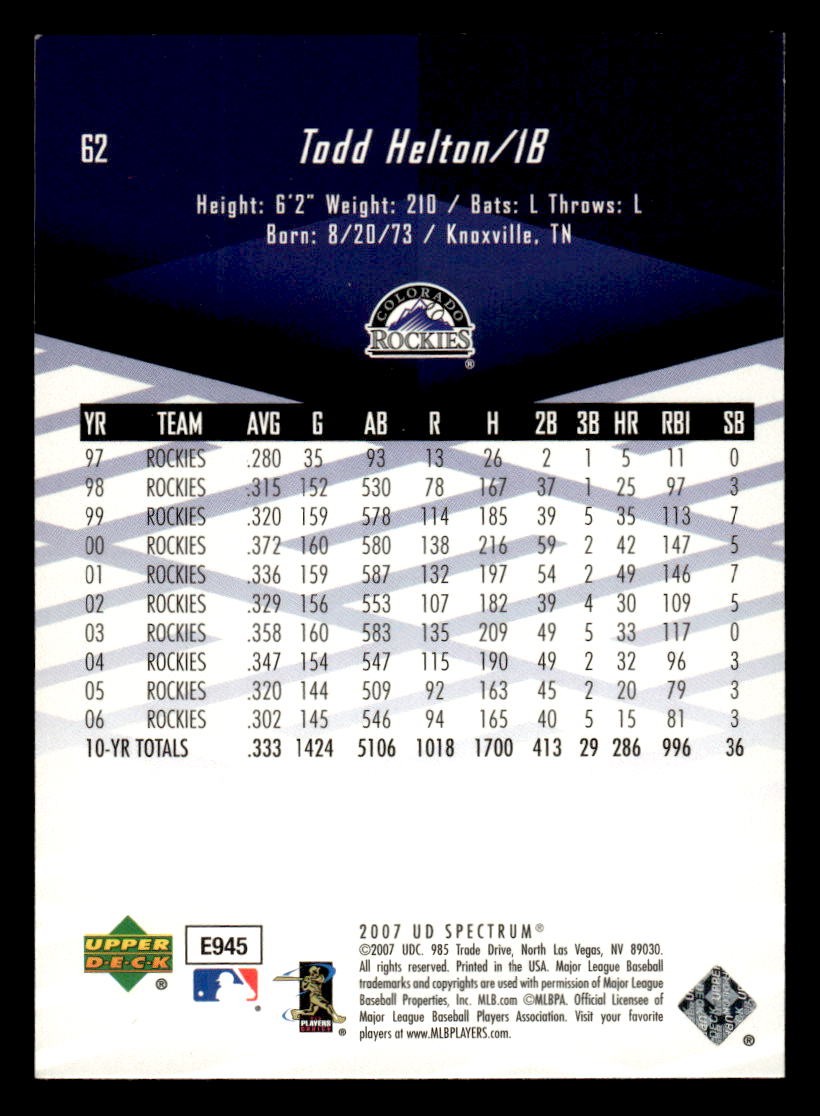 62
Todd Helton/1B
Height: 6'2" Weight: 210 / Bats: L Throws: L
Born: 8/20/73 / Knoxville, TN
COLORADO
ROCKIES
®
YR TEAM AVG G AB R H 2B 3B HR RBI SB
97 ROCKIES .280 35 93 13 26 2 1 5 11 0
98 ROCKIES .315 152 530 78 167 37 1 25 97 3
99 ROCKIES .320 159 578 114 185 39 5 35 113 7
00 ROCKIES .372 160 580 138 216 59 2 42 147 5
01 ROCKIES .336 159 587 132 197 54 2 49 146 7
02 ROCKIES .329 156 553 107 182 39 4 30 109 5
03 ROCKIES .358 160 583 135 209 49 5 33 117 0
04 ROCKIES .347 154 547 115 190 49 2 32 96 3
05 ROCKIES .320 144 509 92 163 45 2 20 79 3
06 ROCKIES .302 145 546 94 165 40 5 15 81 3
10-YR TOTALS .333 1424 5106 1018 1700 413 29 286 996 36
UPPER
D·E·C·K
®
E945
®
PLAYERS
CHOICE
®
2007 UD SPECTRUM®
©2007 UDC. 985 Trade Drive, North Las Vegas, NV 89030.
All rights reserved. Printed in the USA. Major League Baseball
trademarks and copyrights are used with permission of Major League
Baseball Properties, Inc. MLB.com ©MLBPA. Official Licensee of
Major League Baseball Players Association. Visit your favorite
players at www.MLBPLAYERS.com.
®